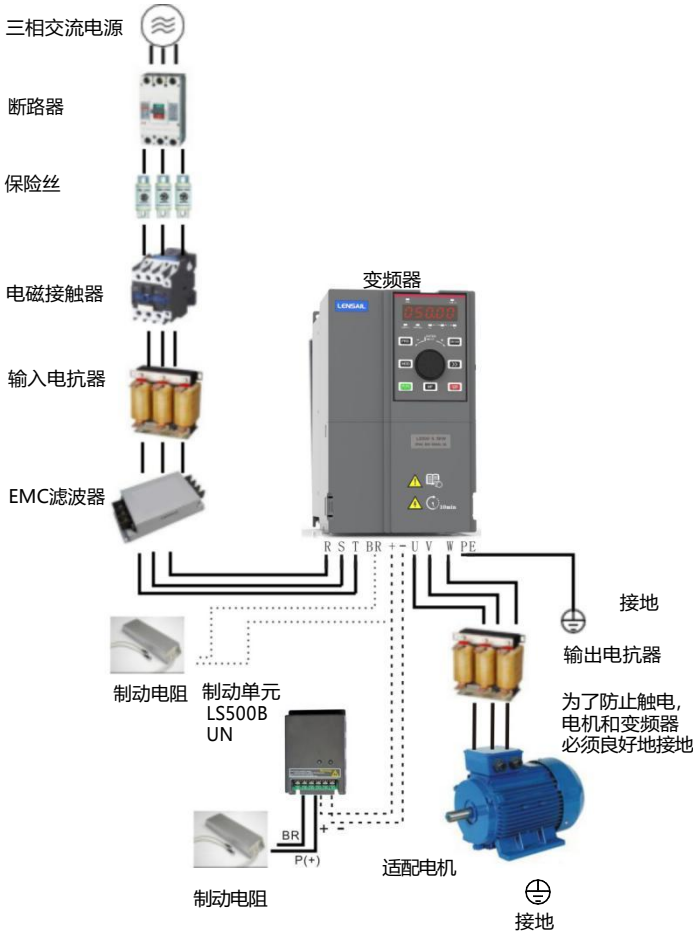 三相交流电源
断路器
保险丝
电磁接触器
变频器
LENSAIL
050.00
输入电抗器
EMC滤波器
10min
R S T BR + - U V W PE
接地
输出电抗器
制动电阻
制动单元
LS500B
UN
为了防止触电，
电机和变频器
必须良好地接地
BR
+ -
P(+)
适配电机
制动电阻
接地